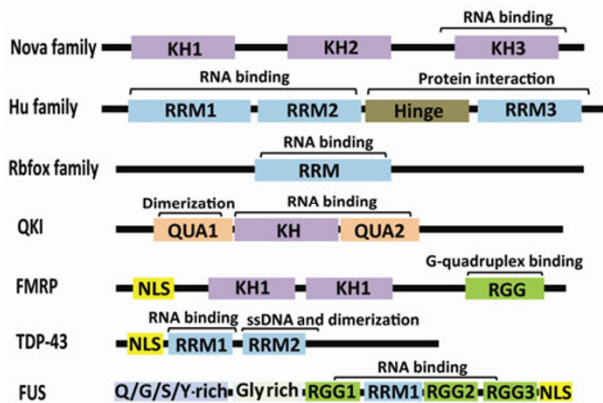 RNA binding
Nova family KH1 KH2 KH3
RNA binding Protein interaction
Hu family RRM1 RRM2 Hinge RRM3
RNA binding
Rbfox family RRM
Dimerization RNA binding
QKI QUA1 KH QUA2
G-quadruplex binding
FMRP NLS KH1 KH1 RGG
RNA binding ssDNA and dimerization
TDP-43 NLS RRM1 RRM2
RNA binding
FUS Q/G/S/Y-rich Gly rich RGG1 RRM1 RGG2 RGG3 NLS